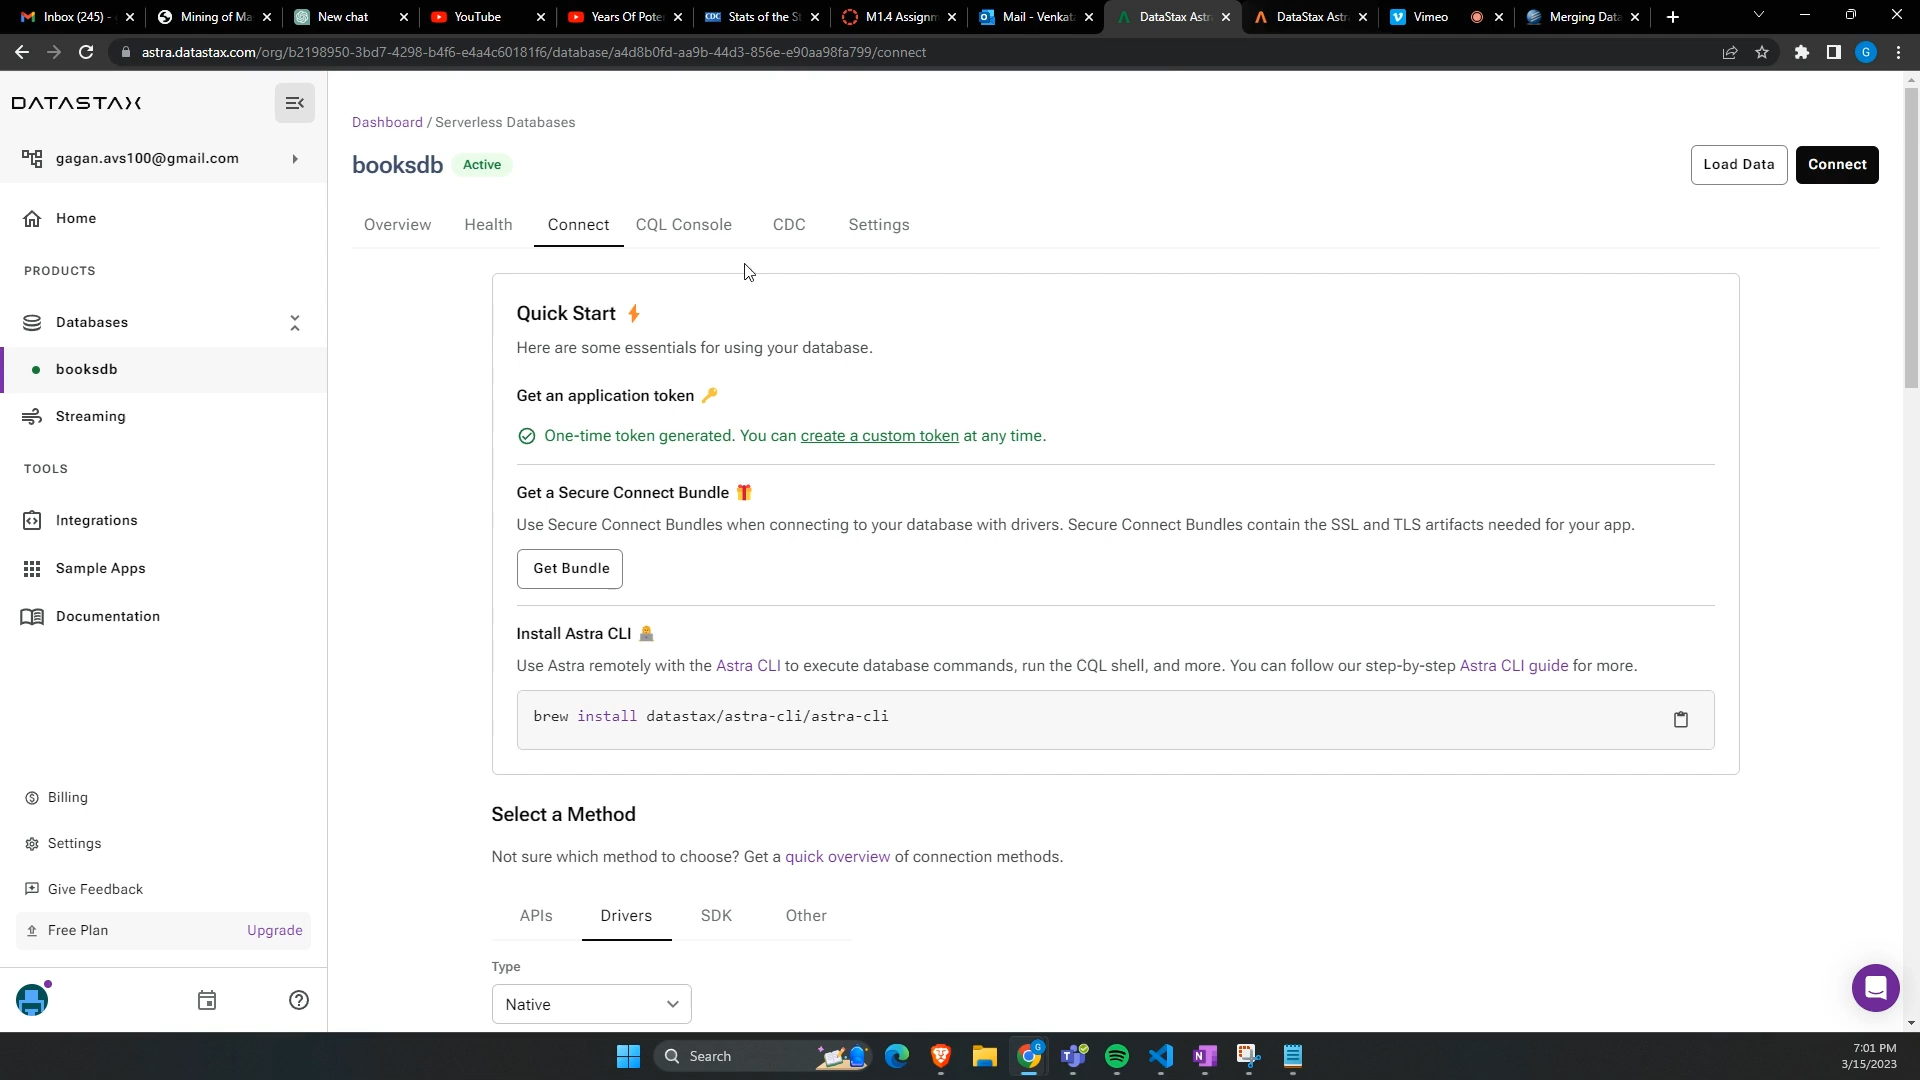 Inbox (245) -
Mining of Ma
New chat
YouTube
Years Of Pote
CDC Stats of the S
M1.4 Assignm
Mail - Venkat
DataStax Astr
DataStax Astr
Vimeo
Merging Data
astra.datastax.com/org/b2198950-3bd7-4298-b4f6-e4a4c60181f6/database/a4d8b0fd-aa9b-44d3-856e-e90aa98fa799/connect
G
DATASTAX
gagan.avs100@gmail.com
Home
PRODUCTS
Databases
booksdb
Streaming
TOOLS
Integrations
Sample Apps
Documentation
Billing
Settings
Give Feedback
Free Plan Upgrade
Dashboard / Serverless Databases
booksdb Active
Load Data Connect
Overview Health Connect CQL Console CDC Settings
Quick Start
Here are some essentials for using your database.
Get an application token
One-time token generated. You can create a custom token at any time.
Get a Secure Connect Bundle
Use Secure Connect Bundles when connecting to your database with drivers. Secure Connect Bundles contain the SSL and TLS artifacts needed for your app.
Get Bundle
Install Astra CLI
Use Astra remotely with the Astra CLI to execute database commands, run the CQL shell, and more. You can follow our step-by-step Astra CLI guide for more.
brew install datastax/astra-cli/astra-cli
Select a Method
Not sure which method to choose? Get a quick overview of connection methods.
APIs Drivers SDK Other
Type
Native
Search
7:01 PM
3/15/2023